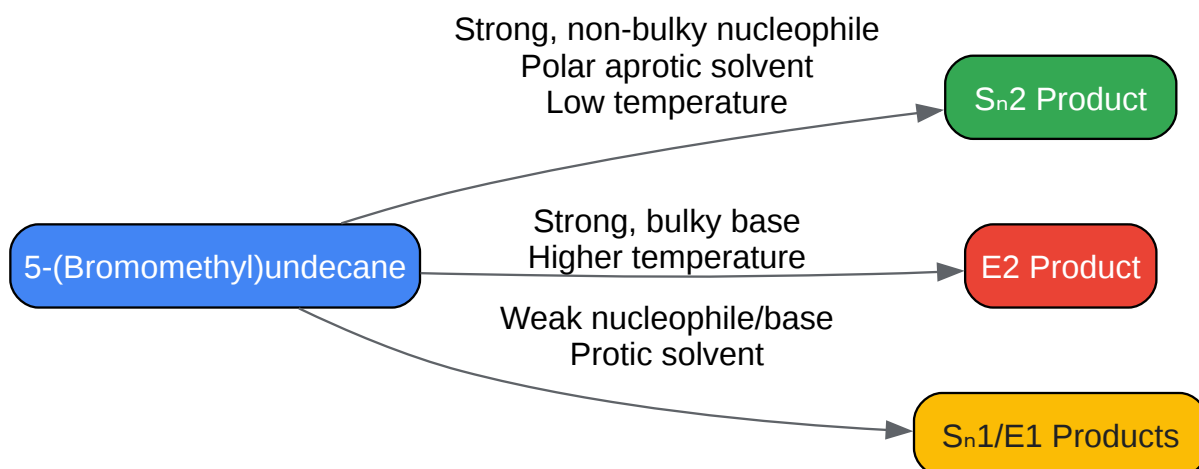 Strong, non-bulky nucleophile
Polar aprotic solvent
Low temperature
Sₙ2 Product
5-(Bromomethyl)undecane
Strong, bulky base
Higher temperature
E2 Product
Weak nucleophile/base
Protic solvent
Sₙ1/E1 Products